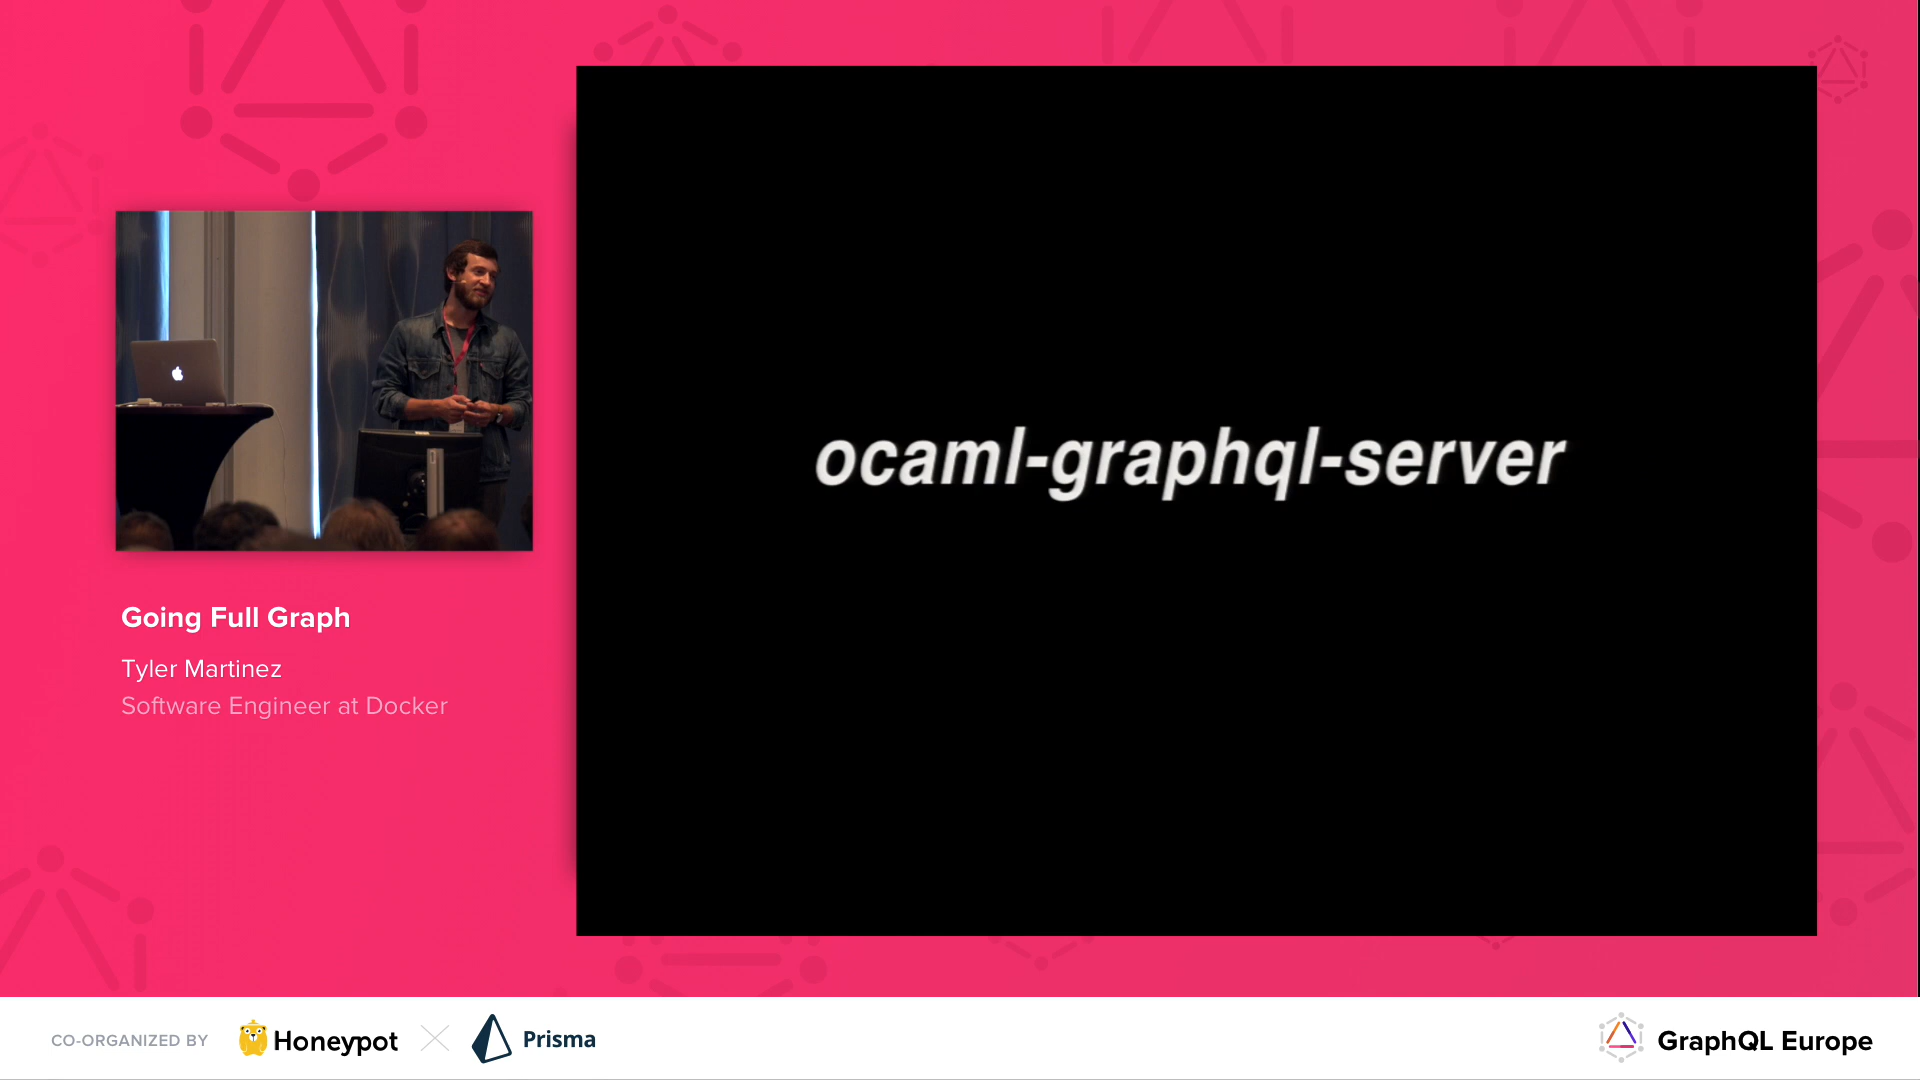 ocaml-graphql-server
Going Full Graph
Tyler Martinez
Software Engineer at Docker
CO-ORGANIZED BY
Honeypot
Prisma
GraphQL Europe